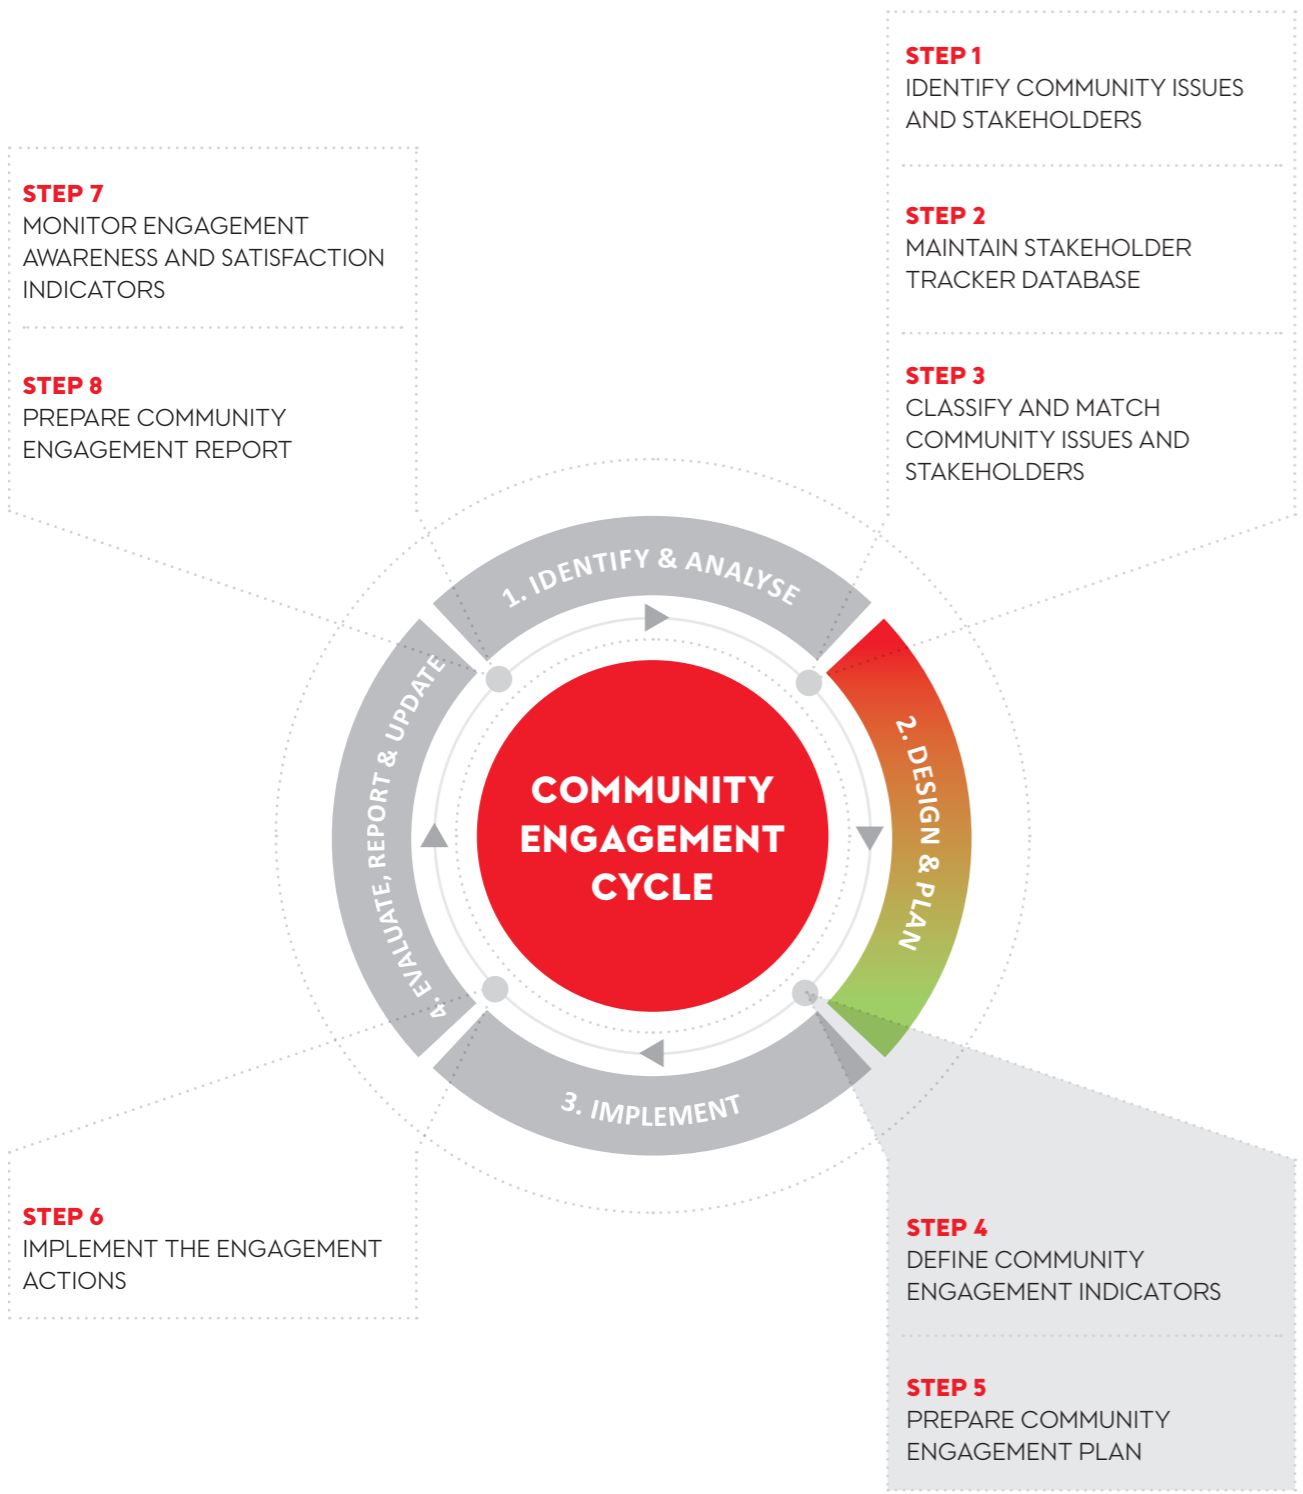 STEP 1
IDENTIFY COMMUNITY ISSUES
AND STAKEHOLDERS
STEP 2
MAINTAIN STAKEHOLDER
TRACKER DATABASE
STEP 3
CLASSIFY AND MATCH
COMMUNITY ISSUES AND
STAKEHOLDERS
STEP 7
MONITOR ENGAGEMENT
AWARENESS AND SATISFACTION
INDICATORS
STEP 8
PREPARE COMMUNITY
ENGAGEMENT REPORT
1. IDENTIFY & ANALYSE
2. DESIGN & PLAN
3. IMPLEMENT
4. EVALUATE, REPORT & UPDATE
COMMUNITY
ENGAGEMENT
CYCLE
STEP 6
IMPLEMENT THE ENGAGEMENT
ACTIONS
STEP 4
DEFINE COMMUNITY
ENGAGEMENT INDICATORS
STEP 5
PREPARE COMMUNITY
ENGAGEMENT PLAN